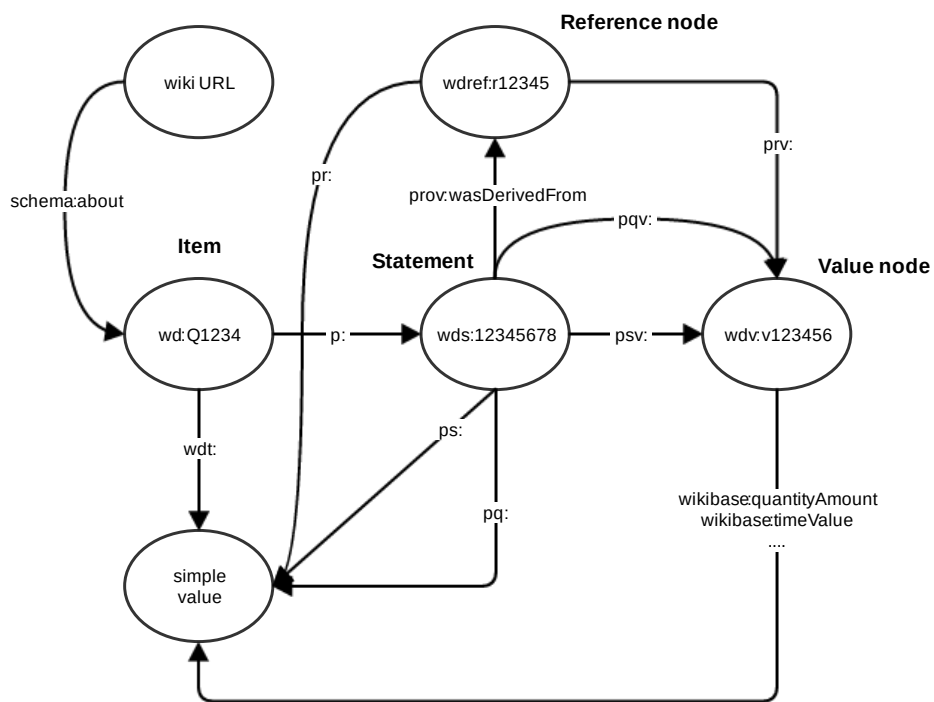 Reference node
wiki URL
wdref:r12345
prv:
pr:
prov:wasDerivedFrom
schema:about
pqv:
Item
Statement
Value node
wd:Q1234
p:
wds:12345678
psv:
wdv:v123456
ps:
wdt:
wikibase:quantityAmount
pq:
wikibase:timeValue
....
simple
value